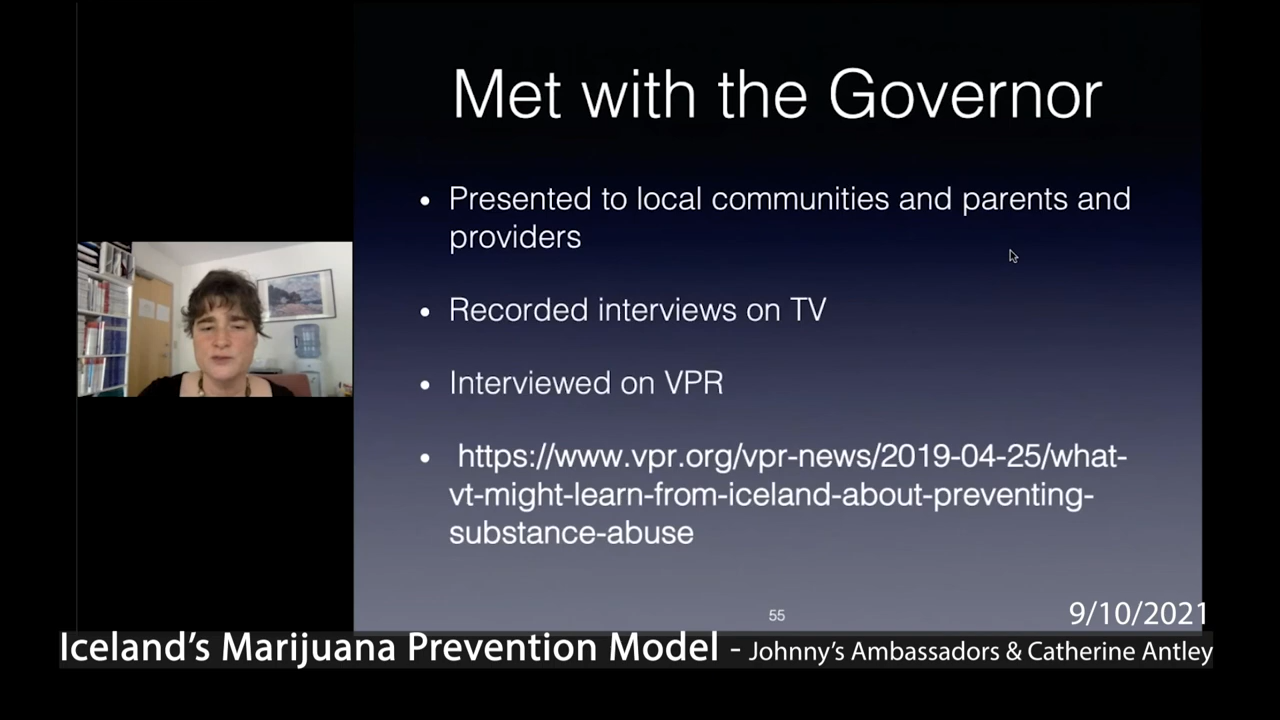 Met with the Governor
• Presented to local communities and parents and
providers
• Recorded interviews on TV
• Interviewed on VPR
• https://www.vpr.org/vpr-news/2019-04-25/what-
vt-might-learn-from-iceland-about-preventing-
substance-abuse
55
9/10/2021
Iceland's Marijuana Prevention Model - Johnny's Ambassadors & Catherine Antley